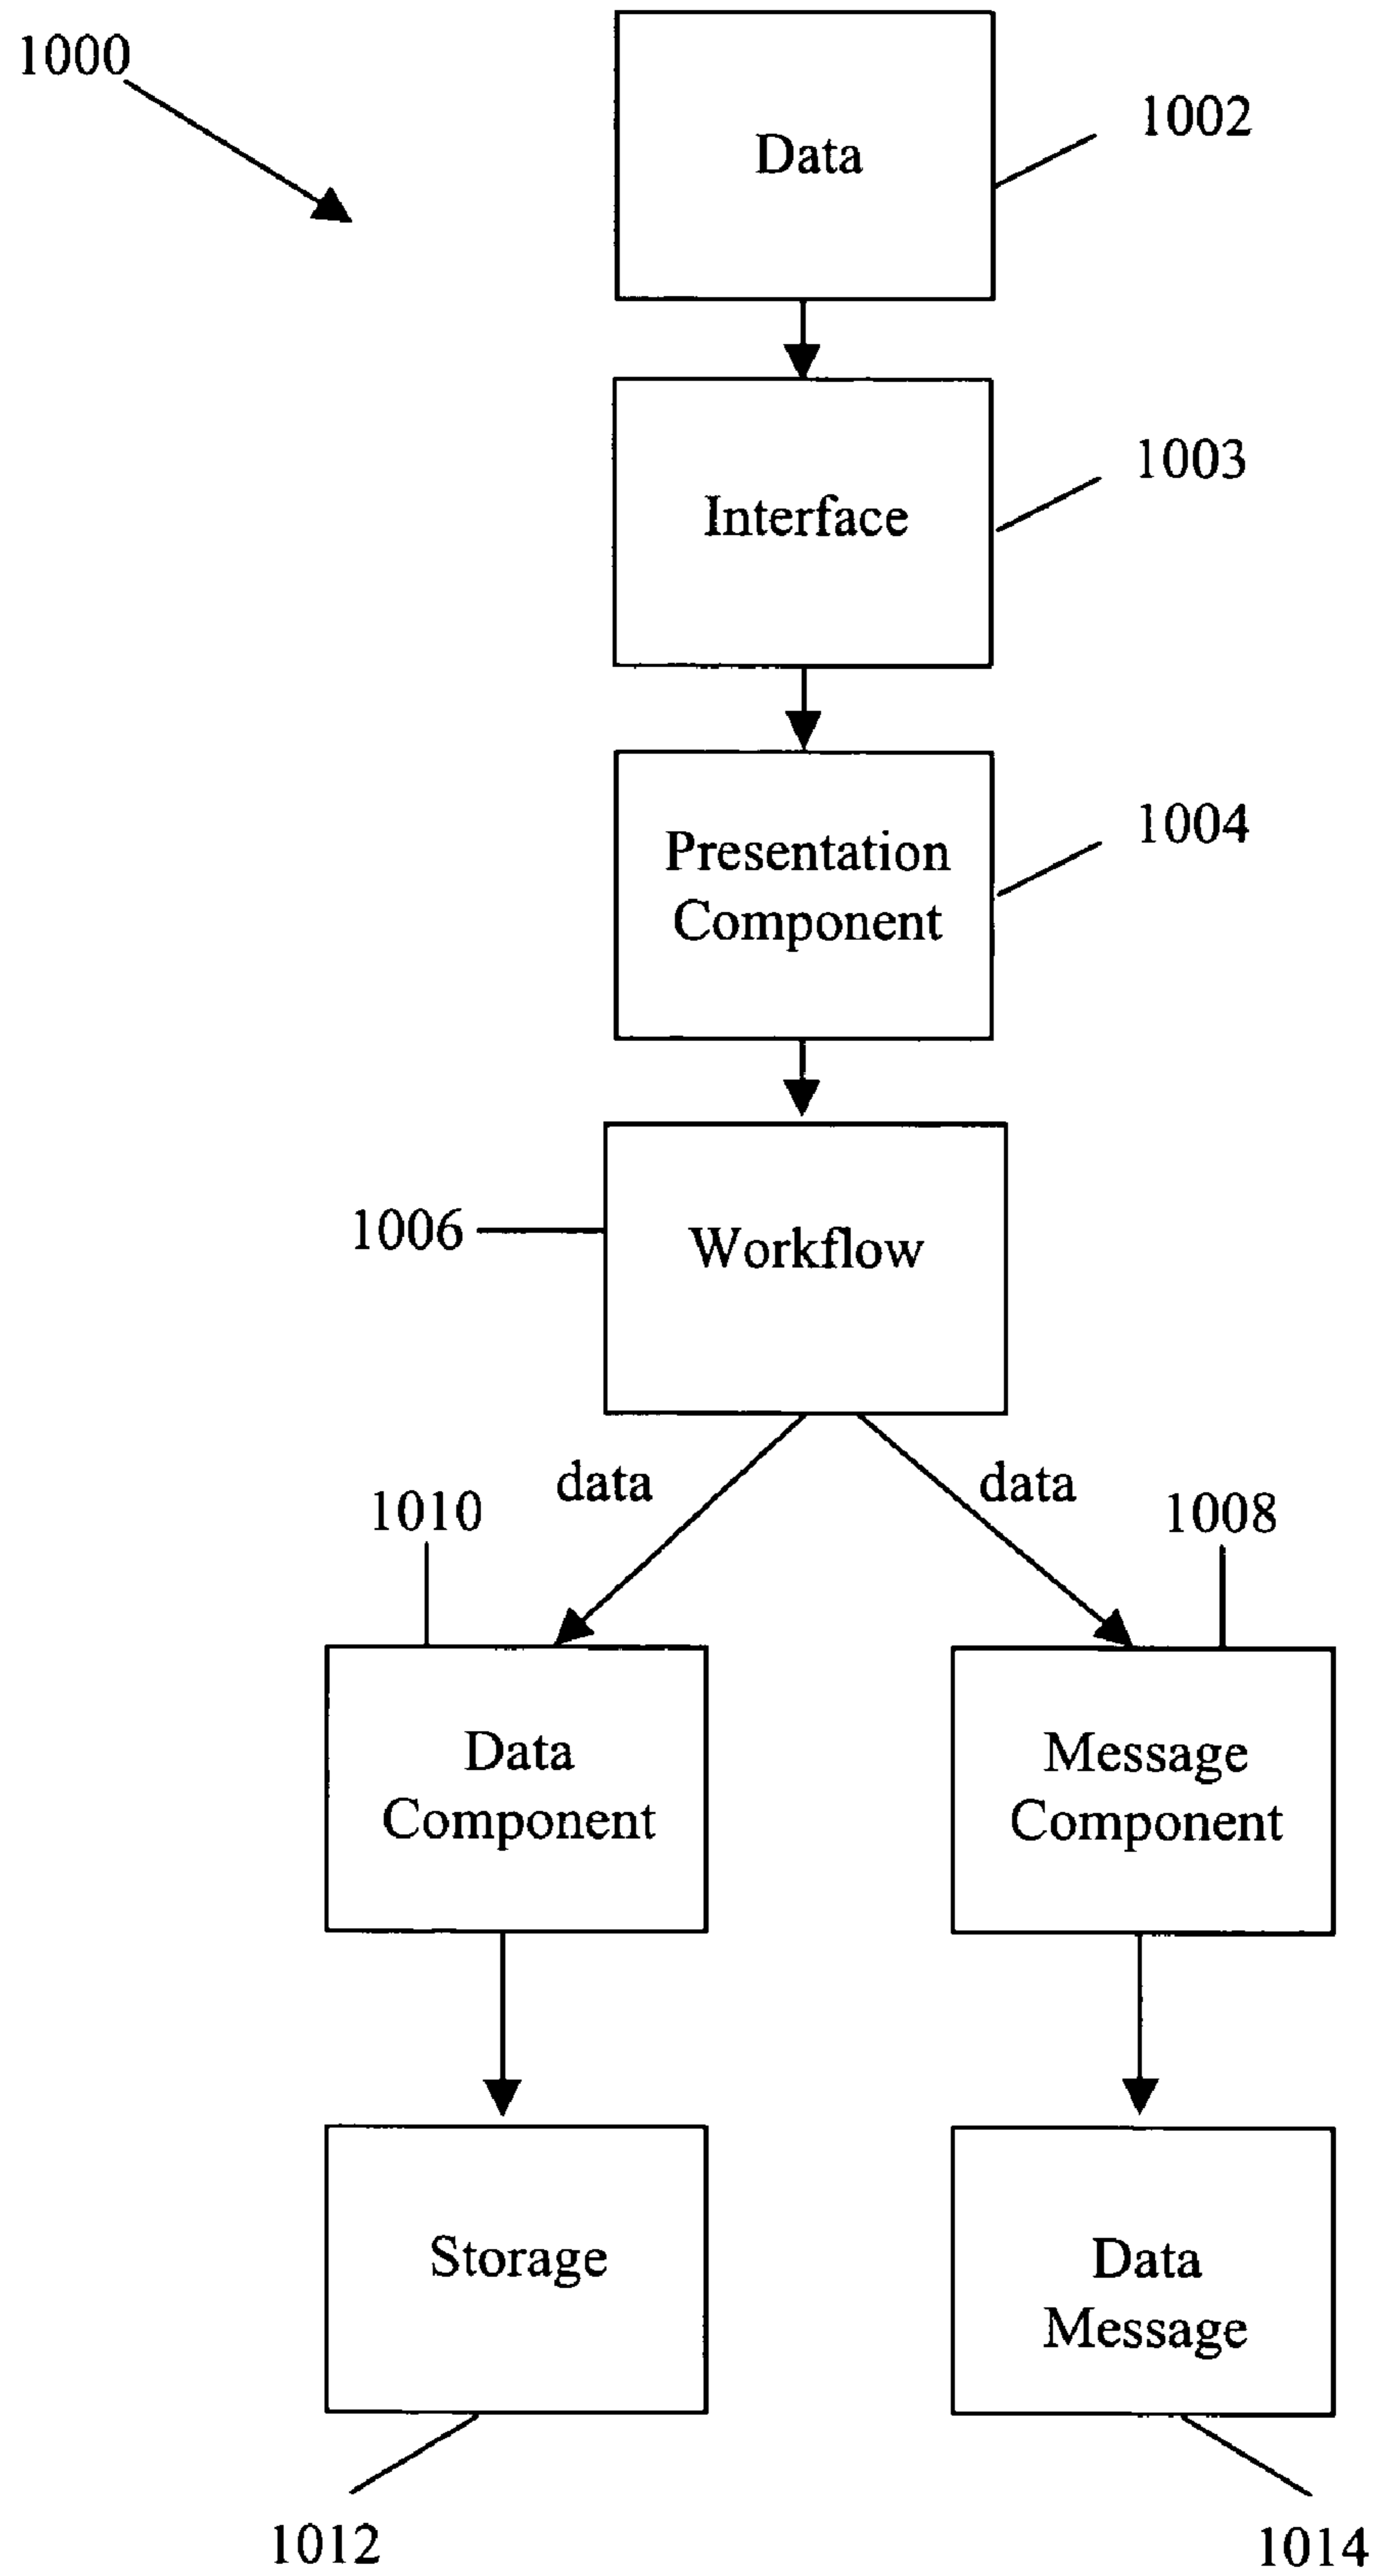 1000
Data
1002
Interface
1003
Presentation
Component
1004
1006
Workflow
data
data
1010
1008
Data
Component
Message
Component
Storage
Data
Message
1012
1014